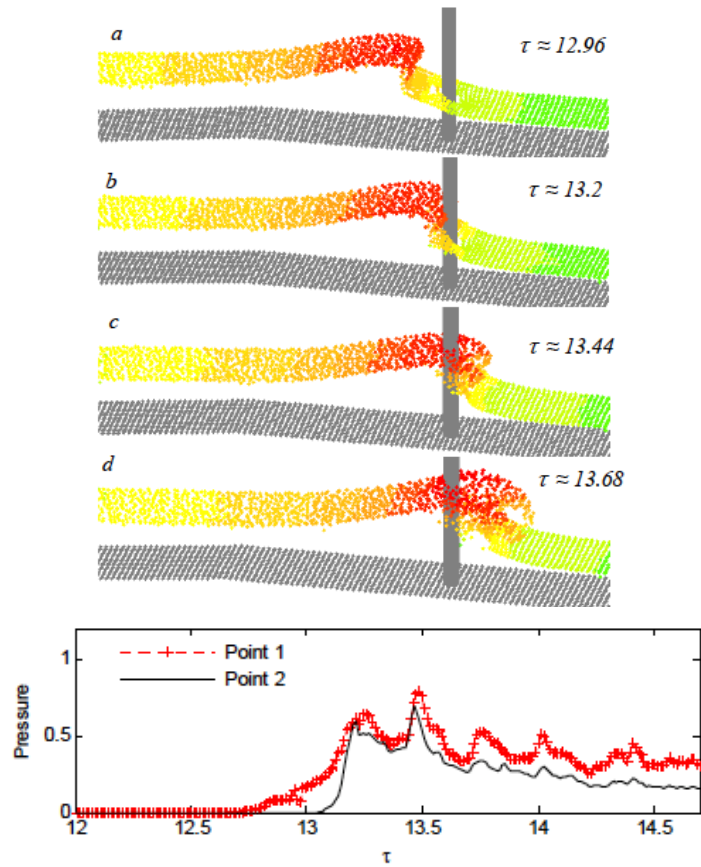 a
τ ≈ 12.96
b
τ ≈ 13.2
c
τ ≈ 13.44
d
τ ≈ 13.68
1
Point 1
Point 2
0.5
Pressure
0
12 12.5 13 13.5 14 14.5
τ